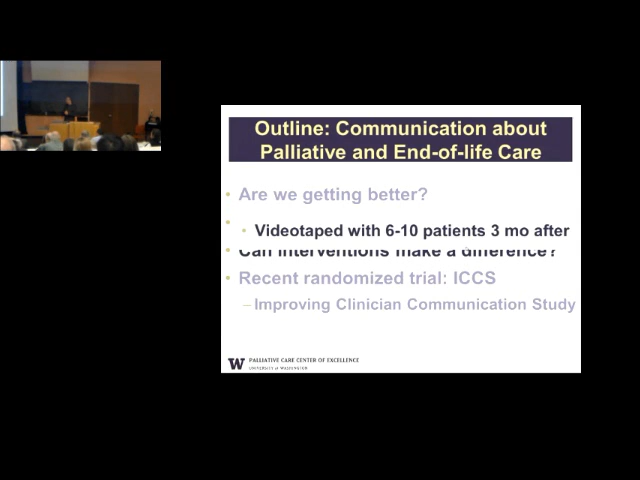 Outline: Communication about
Palliative and End-of-life Care
• Are we getting better?
•
• Videotaped with 6-10 patients 3 mo after
• Can interventions make a difference?
• Recent randomized trial: ICCS
– Improving Clinician Communication Study
W PALLIATIVE CARE CENTER OF EXCELLENCE
UNIVERSITY of WASHINGTON